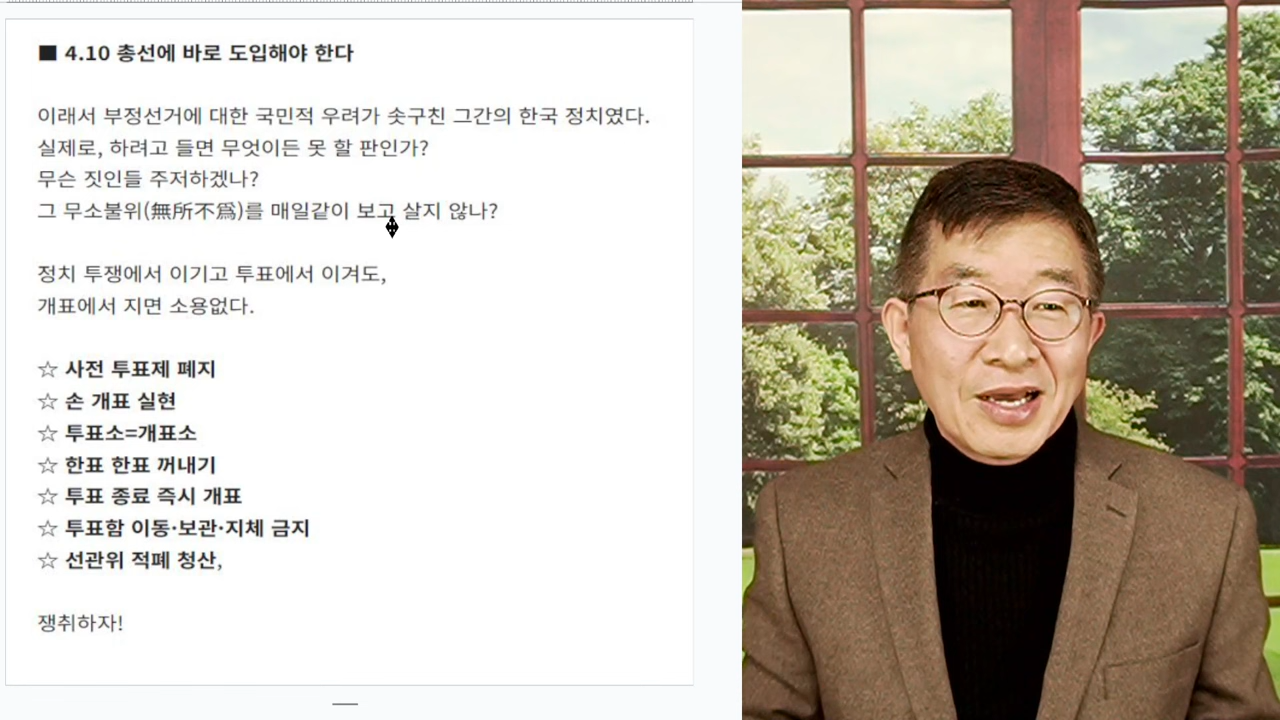 ■ 4.10 총선에 바로 도입해야 한다
이래서 부정선거에 대한 국민적 우려가 솟구친 그간의 한국 정치였다.
실제로, 하려고 들면 무엇이든 못 할 판인가?
무슨 짓인들 주저하겠나?
그 무소불위(無所不爲)를 매일같이 보고 살지 않나?
정치 투쟁에서 이기고 투표에서 이겨도,
개표에서 지면 소용없다.
☆ 사전 투표제 폐지
☆ 손 개표 실현
☆ 투표소=개표소
☆ 한표 한표 꺼내기
☆ 투표 종료 즉시 개표
☆ 투표함 이동·보관·지체 금지
☆ 선관위 적폐 청산,
쟁취하자!